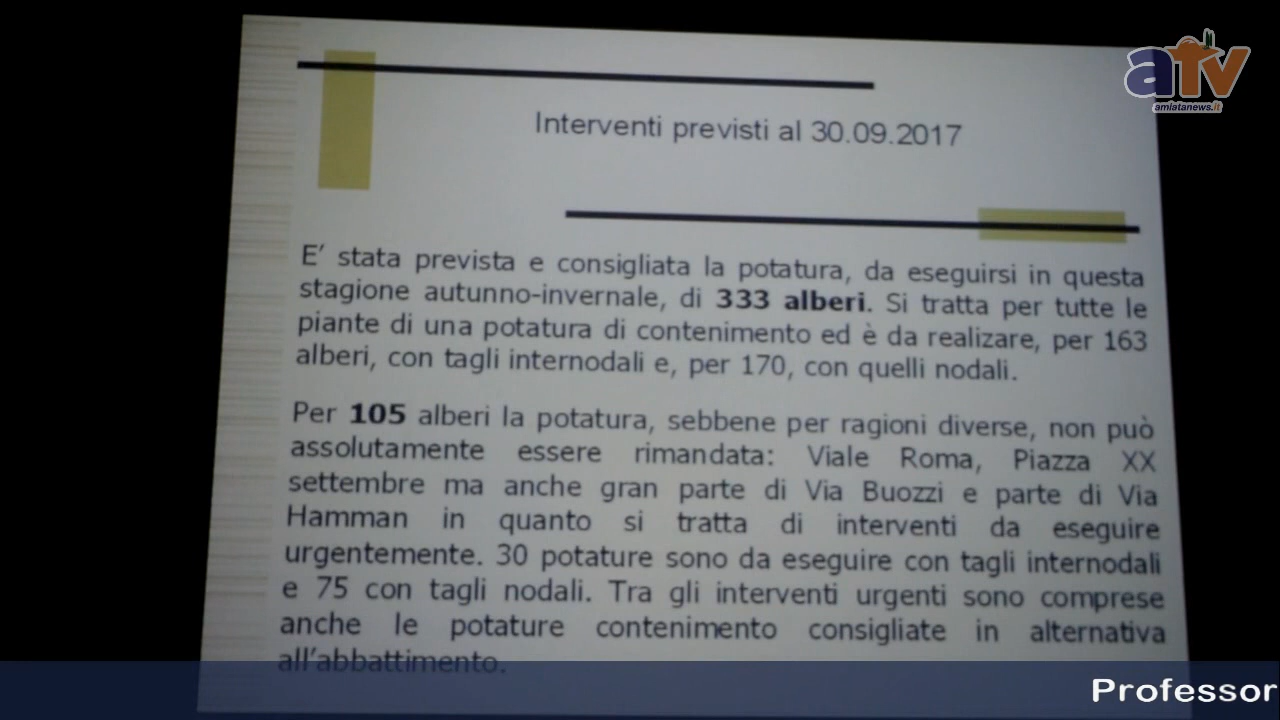 aTv
amiatanews.it
Interventi previsti al 30.09.2017
E' stata prevista e consigliata la potatura, da eseguirsi in questa
stagione autunno-invernale, di 333 alberi. Si tratta per tutte le
piante di una potatura di contenimento ed è da realizare, per 163
alberi, con tagli internodali e, per 170, con quelli nodali.
Per 105 alberi la potatura, sebbene per ragioni diverse, non può
assolutamente essere rimandata: Viale Roma, Piazza XX
settembre ma anche gran parte di Via Buozzi e parte di Via
Hamman in quanto si tratta di interventi da eseguire
urgentemente. 30 potature sono da eseguire con tagli internodali
e 75 con tagli nodali. Tra gli interventi urgenti sono comprese
anche le potature contenimento consigliate in alternativa
all'abbattimento.
Professor